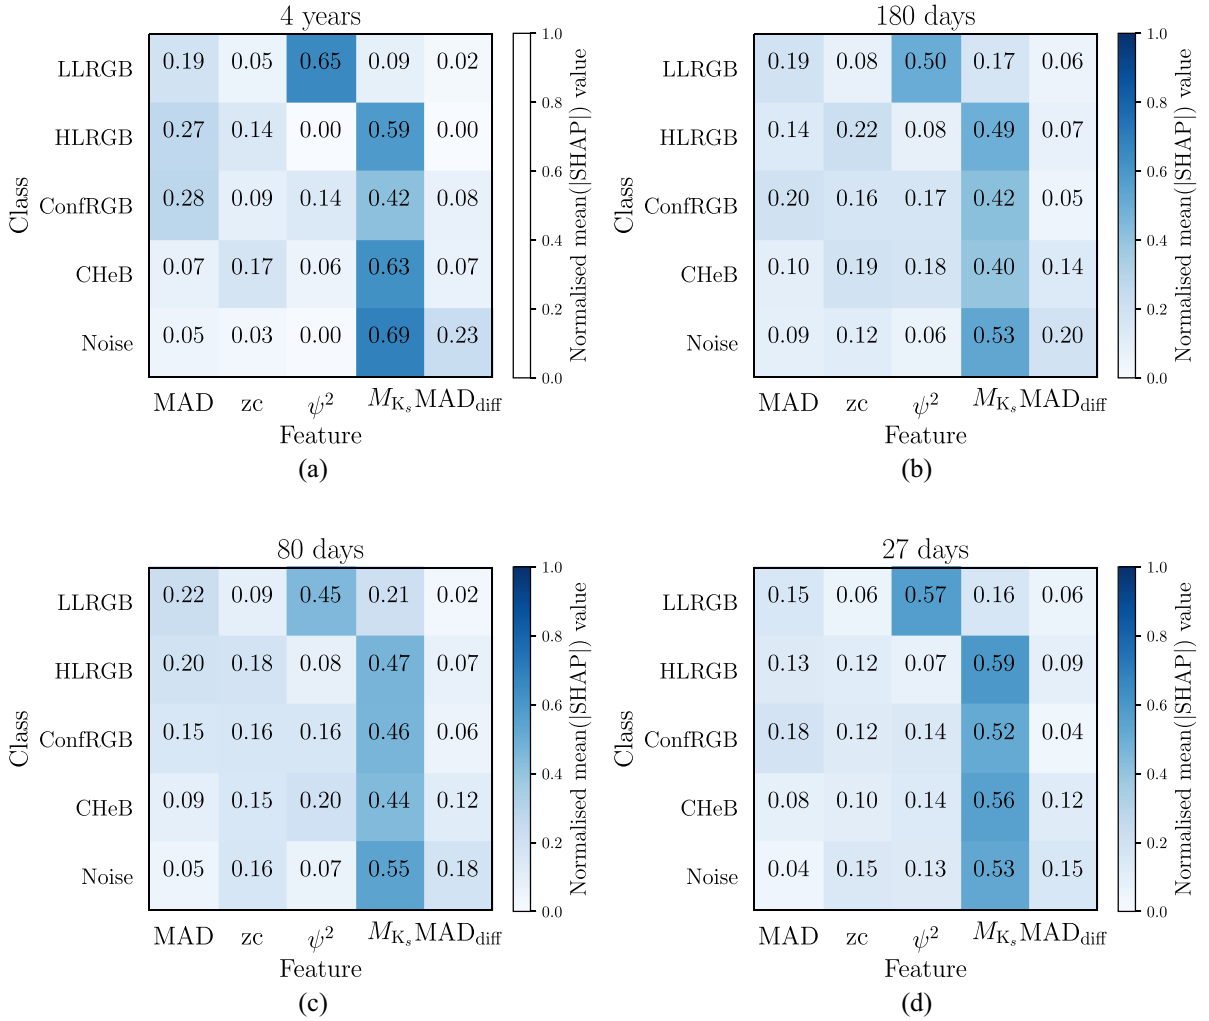 4 years
Class
LLRGB 0.19 0.05 0.65 0.09 0.02
HLRGB 0.27 0.14 0.00 0.59 0.00
ConfRGB 0.28 0.09 0.14 0.42 0.08
CHeB 0.07 0.17 0.06 0.63 0.07
Noise 0.05 0.03 0.00 0.69 0.23
MAD zc ψ² M_{K_s} MAD_{diff}
Feature
1.0
0.8
0.6
0.4
0.2
0.0
Normalised mean(|SHAP|) value
(a)
180 days
Class
LLRGB 0.19 0.08 0.50 0.17 0.06
HLRGB 0.14 0.22 0.08 0.49 0.07
ConfRGB 0.20 0.16 0.17 0.42 0.05
CHeB 0.10 0.19 0.18 0.40 0.14
Noise 0.09 0.12 0.06 0.53 0.20
MAD zc ψ² M_{K_s} MAD_{diff}
Feature
1.0
0.8
0.6
0.4
0.2
0.0
Normalised mean(|SHAP|) value
(b)
80 days
Class
LLRGB 0.22 0.09 0.45 0.21 0.02
HLRGB 0.20 0.18 0.08 0.47 0.07
ConfRGB 0.15 0.16 0.16 0.46 0.06
CHeB 0.09 0.15 0.20 0.44 0.12
Noise 0.05 0.16 0.07 0.55 0.18
MAD zc ψ² M_{K_s} MAD_{diff}
Feature
1.0
0.8
0.6
0.4
0.2
0.0
Normalised mean(|SHAP|) value
(c)
27 days
Class
LLRGB 0.15 0.06 0.57 0.16 0.06
HLRGB 0.13 0.12 0.07 0.59 0.09
ConfRGB 0.18 0.12 0.14 0.52 0.04
CHeB 0.08 0.10 0.14 0.56 0.12
Noise 0.04 0.15 0.13 0.53 0.15
MAD zc ψ² M_{K_s} MAD_{diff}
Feature
1.0
0.8
0.6
0.4
0.2
0.0
Normalised mean(|SHAP|) value
(d)